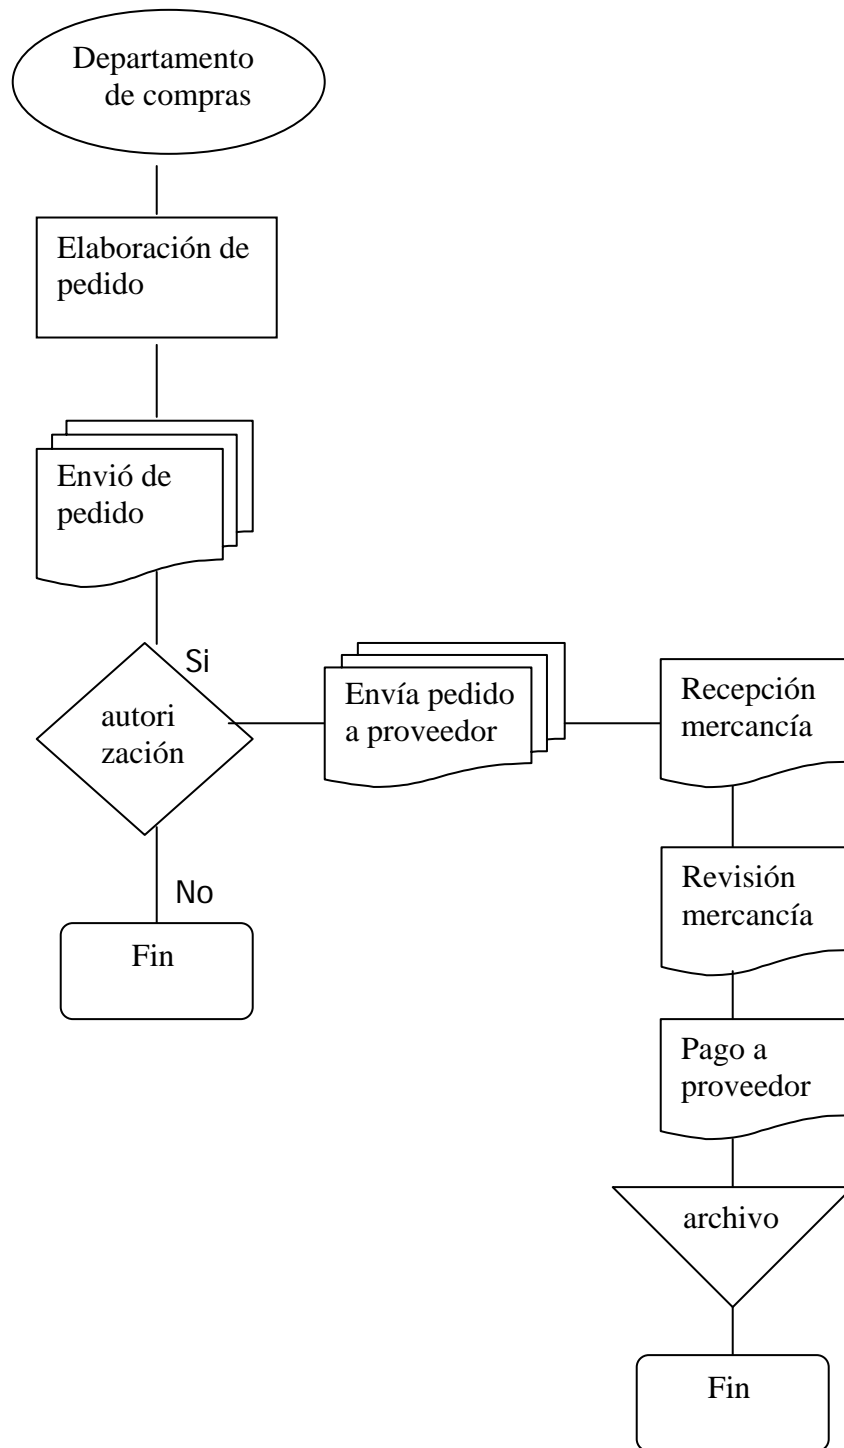 Departamento
de compras
Elaboración de
pedido
Envió de
pedido
Si
autori
zación
Envía pedido
a proveedor
Recepción
mercancía
No
Fin
Revisión
mercancía
Pago a
proveedor
archivo
Fin